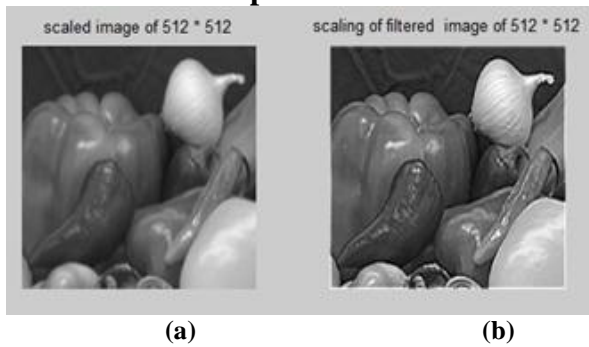 scaled image of 512 * 512
scaling of filtered image of 512 * 512
(a)
(b)